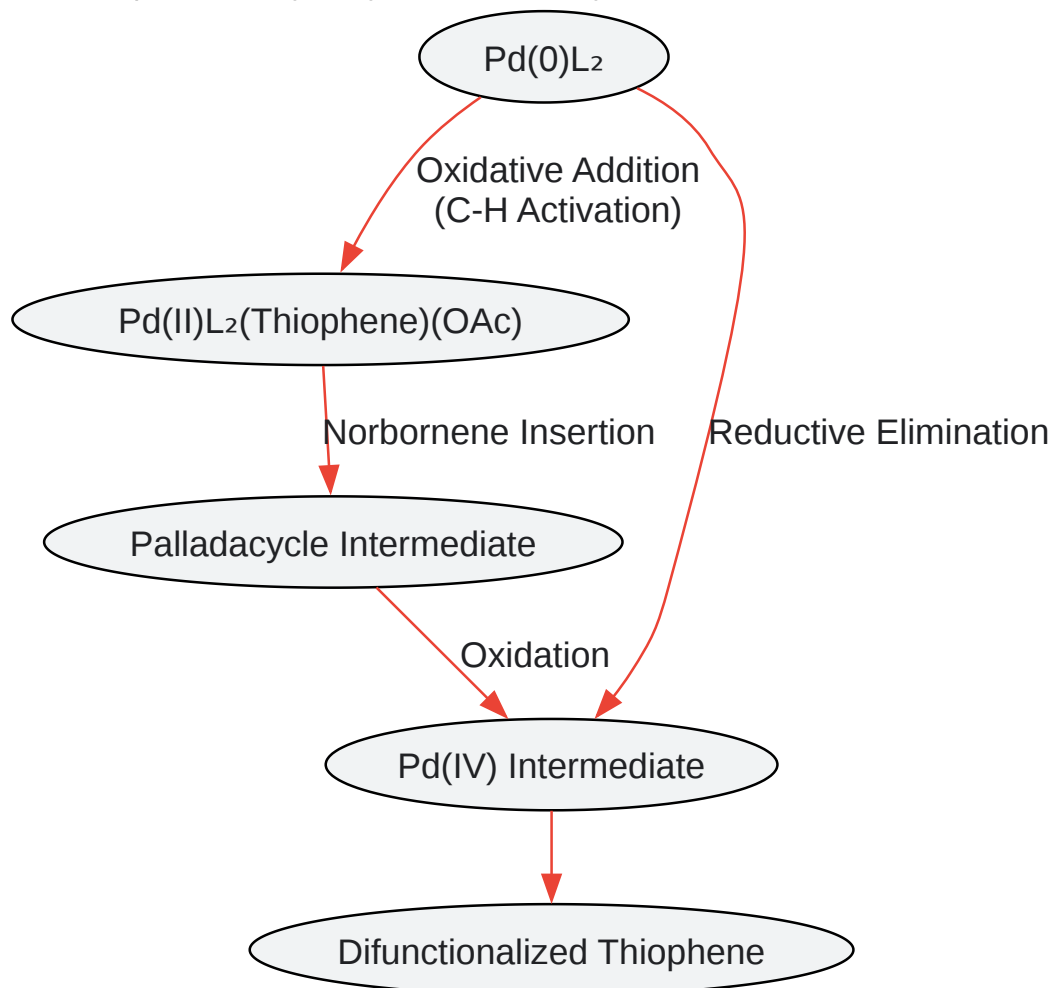 Pd(0)L₂
Oxidative Addition
(C-H Activation)
Pd(II)L₂(Thiophene)(OAc)
Norbornene Insertion
Reductive Elimination
Palladacycle Intermediate
Oxidation
Pd(IV) Intermediate
Difunctionalized Thiophene